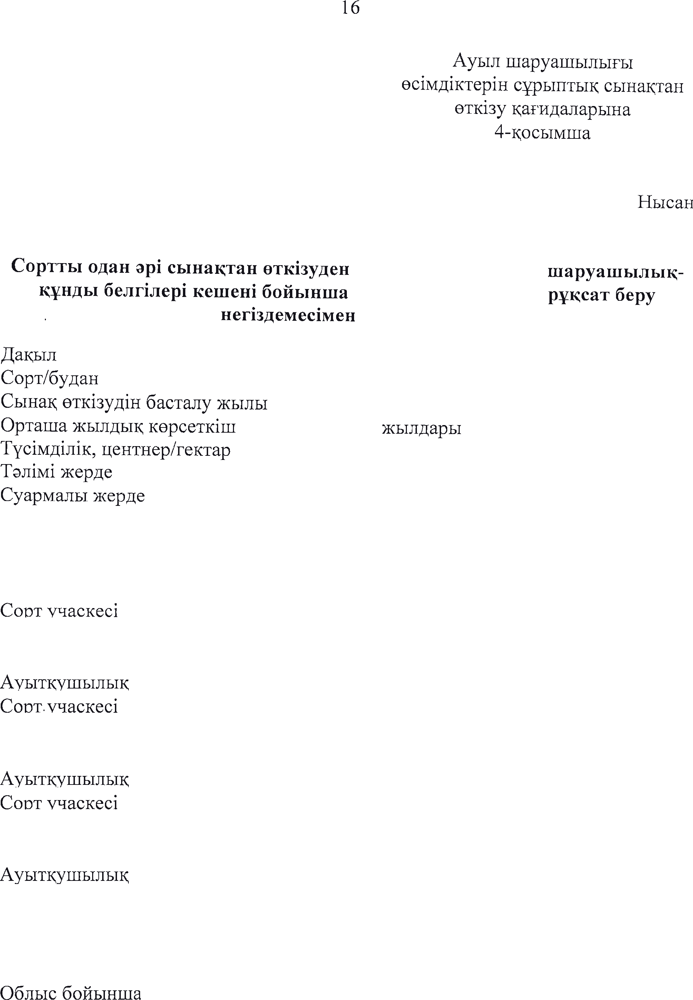 16
Ауыл шаруашылығы
өсімдіктерін сұрыптық сынақтан
өткізу қағидаларына
4-қосымша
Нысан
Сортты одан әрі сынақтан өткізуден шаруашылық-
құнды белгілері кешені бойынша рұқсат беру
негіздемесімен
Дақыл
Сорт/будан
Сынақ өткізудін басталу жылы
Орташа жылдық көрсеткіш жылдары
Түсімділік, центнер/гектар
Тәлімі жерде
Суармалы жерде
Сорт учаскесі
Ауытқушылық
Сорт учаскесі
Ауытқушылық
Сорт учаскесі
Ауытқушылық
Облыс бойынша